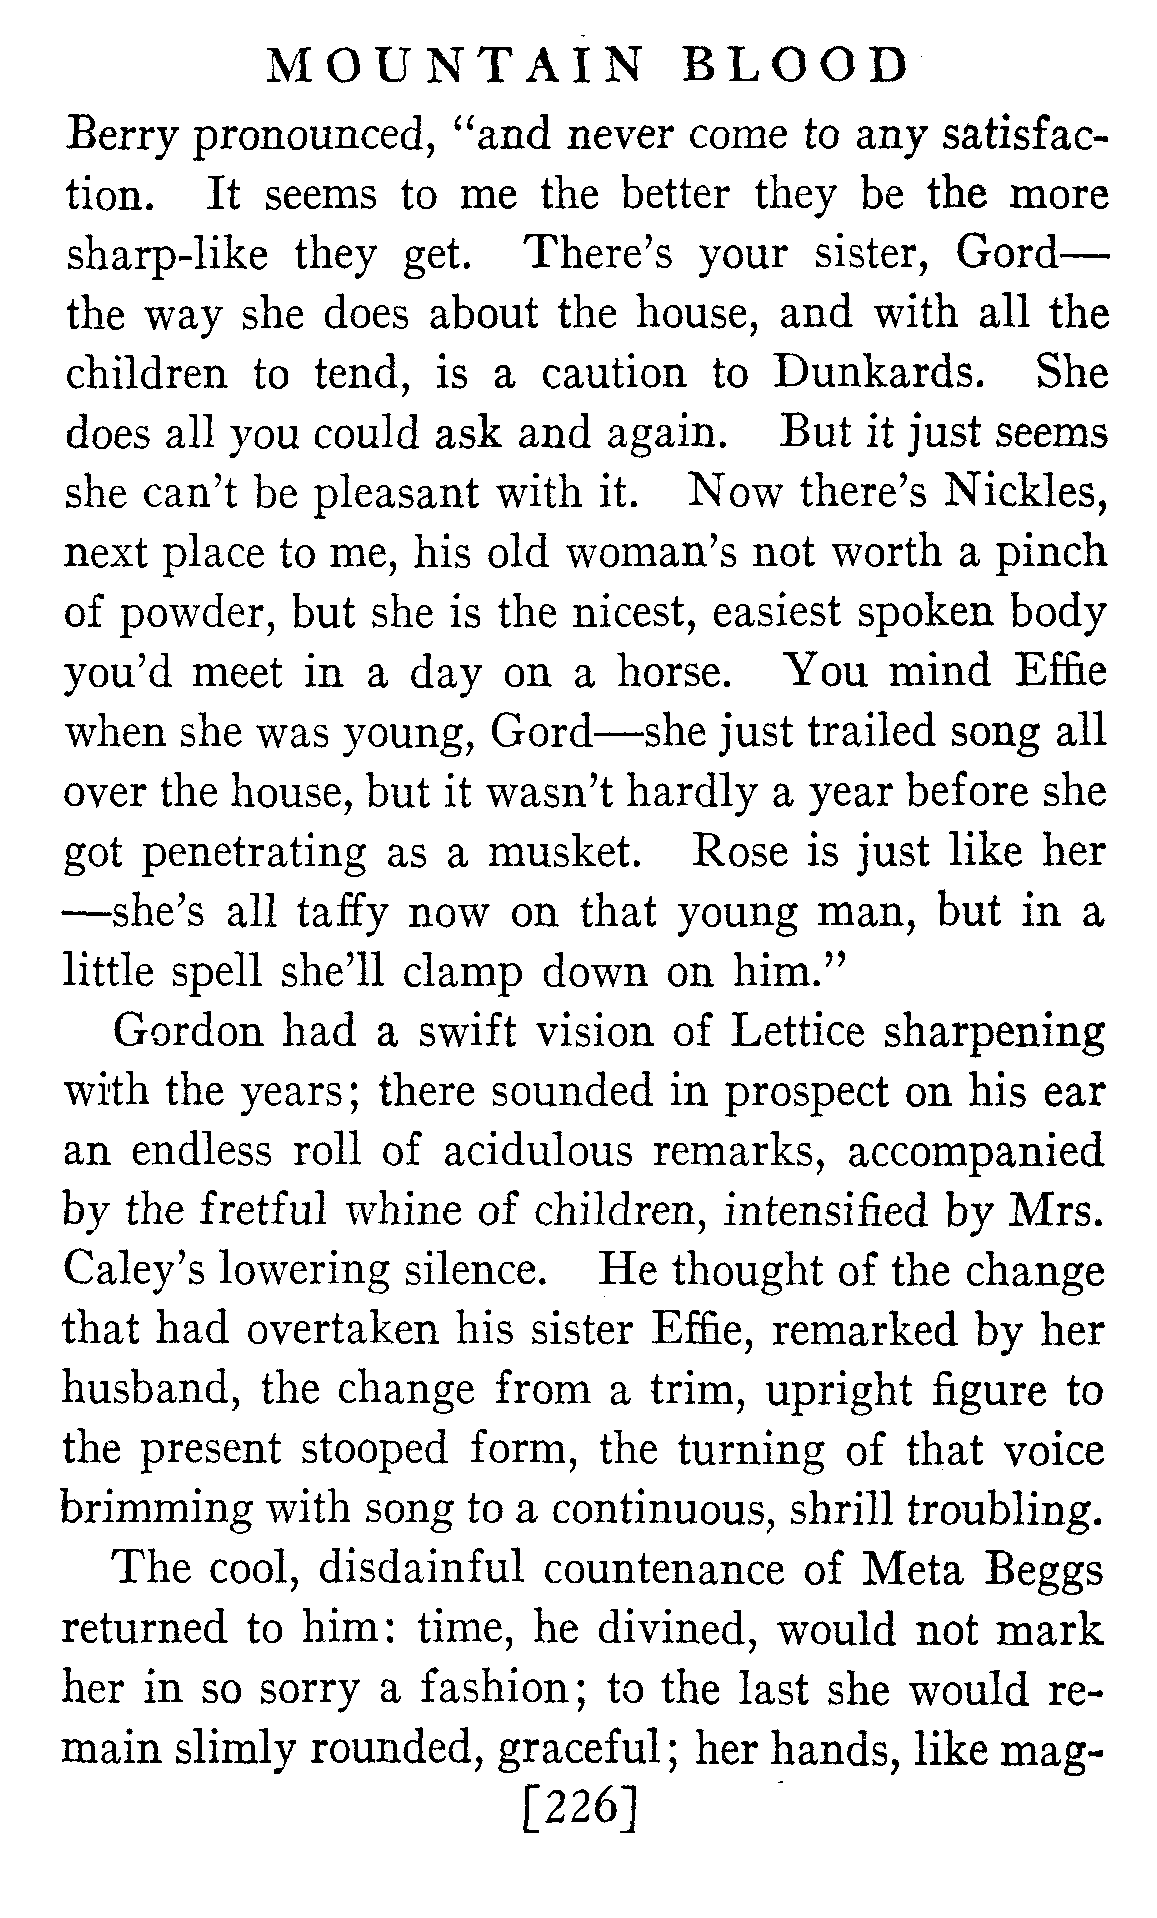 MOUNTAIN BLOOD
Berry pronounced, “and never come to any satisfac-
tion. It seems to me the better they be the more
sharp-like they get. There’s your sister, Gord—
the way she does about the house, and with all the
children to tend, is a caution to Dunkards. She
does all you could ask and again. But it just seems
she can’t be pleasant with it. Now there’s Nickles,
next place to me, his old woman’s not worth a pinch
of powder, but she is the nicest, easiest spoken body
you’d meet in a day on a horse. You mind Effie
when she was young, Gord—she just trailed song all
over the house, but it wasn’t hardly a year before she
got penetrating as a musket. Rose is just like her
—she’s all taffy now on that young man, but in a
little spell she’ll clamp down on him.”
Gordon had a swift vision of Lettice sharpening
with the years; there sounded in prospect on his ear
an endless roll of acidulous remarks, accompanied
by the fretful whine of children, intensified by Mrs.
Caley’s lowering silence. He thought of the change
that had overtaken his sister Effie, remarked by her
husband, the change from a trim, upright figure to
the present stooped form, the turning of that voice
brimming with song to a continuous, shrill troubling.
The cool, disdainful countenance of Meta Beggs
returned to him: time, he divined, would not mark
her in so sorry a fashion; to the last she would re-
main slimly rounded, graceful; her hands, like mag-
[226]